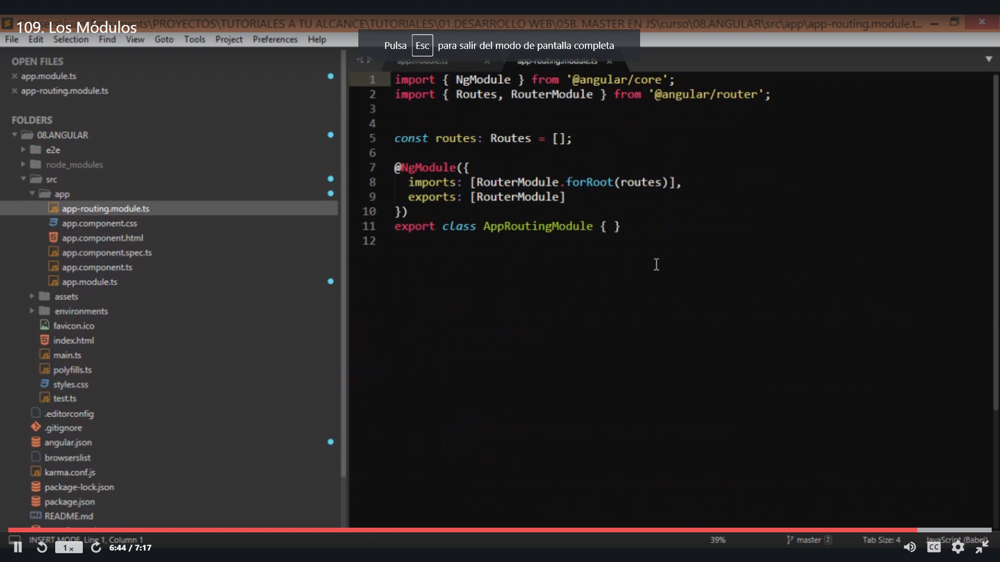 109. Los Módulos
ents\PROYECTOS\TUTORIALES A TU ALCANCE\TUTORIALES\01.DESARROLLO WEB\05B. MASTER EN JS\curso\08.ANGULAR\src\app\app-routing.module.t...
File Edit Selection Find View Goto Tools Project Preferences Help
Pulsa Esc para salir del modo de pantalla completa
OPEN FILES
app.module.ts
app-routing.module.ts
FOLDERS
08.ANGULAR
e2e
node_modules
src
app
app-routing.module.ts
app.component.css
app.component.html
app.component.spec.ts
app.component.ts
app.module.ts
assets
environments
favicon.ico
index.html
main.ts
polyfills.ts
styles.css
test.ts
.editorconfig
.gitignore
angular.json
browserslist
karma.conf.js
package-lock.json
package.json
README.md
app.module.ts app-routing.module.ts
1 import { NgModule } from '@angular/core';
2 import { Routes, RouterModule } from '@angular/router';
3
4
5 const routes: Routes = [];
6
7 @NgModule({
8 imports: [RouterModule.forRoot(routes)],
9 exports: [RouterModule]
10 })
11 export class AppRoutingModule { }
12
INSERT MODE, Line 1, Column 1 39% master 2 Tab Size: 4 JavaScript (Babel)
1 x 6:44 / 7:17 CC